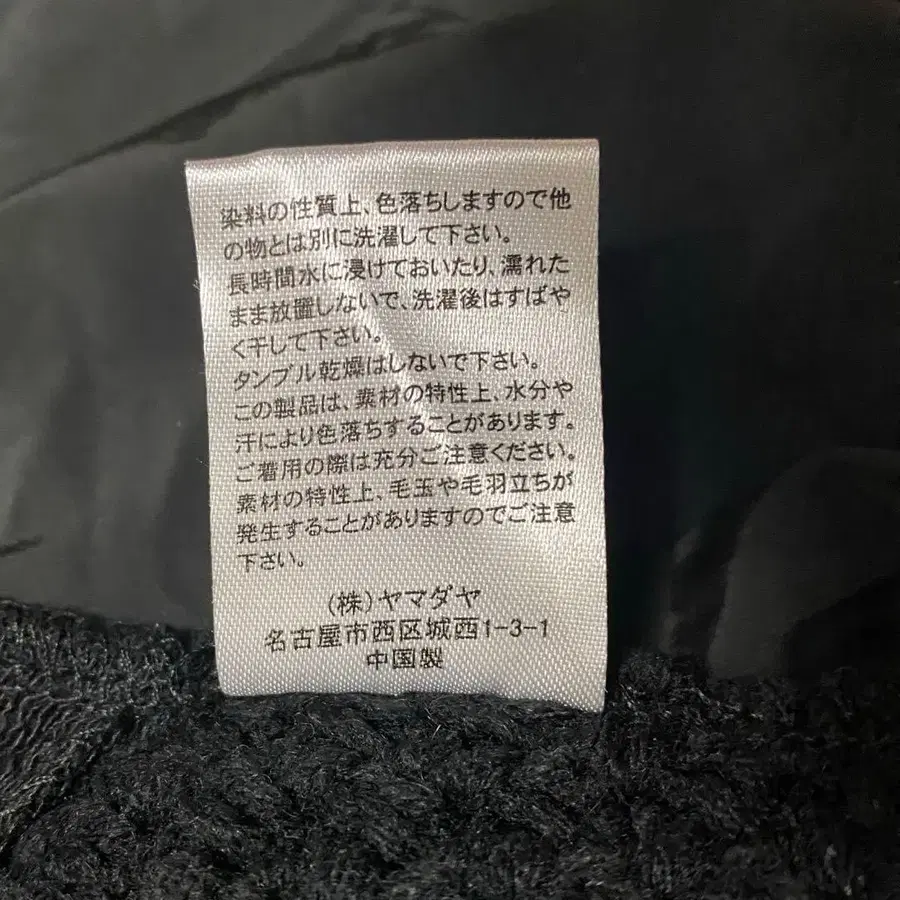 染料の性質上、色落ちしますので他
の物とは別に洗濯して下さい。
長時間水に浸けておいたり、濡れた
まま放置しないで、洗濯後はすばや
く干して下さい。
タンブル乾燥はしないで下さい。
この製品は、素材の特性上、水分や
汗により色落ちすることがあります。
ご着用の際は充分ご注意ください。
素材の特性上、毛玉や毛羽立ちが
発生することがありますのでご注意
下さい。
(株)ヤマダヤ
名古屋市西区城西1-3-1
中国製